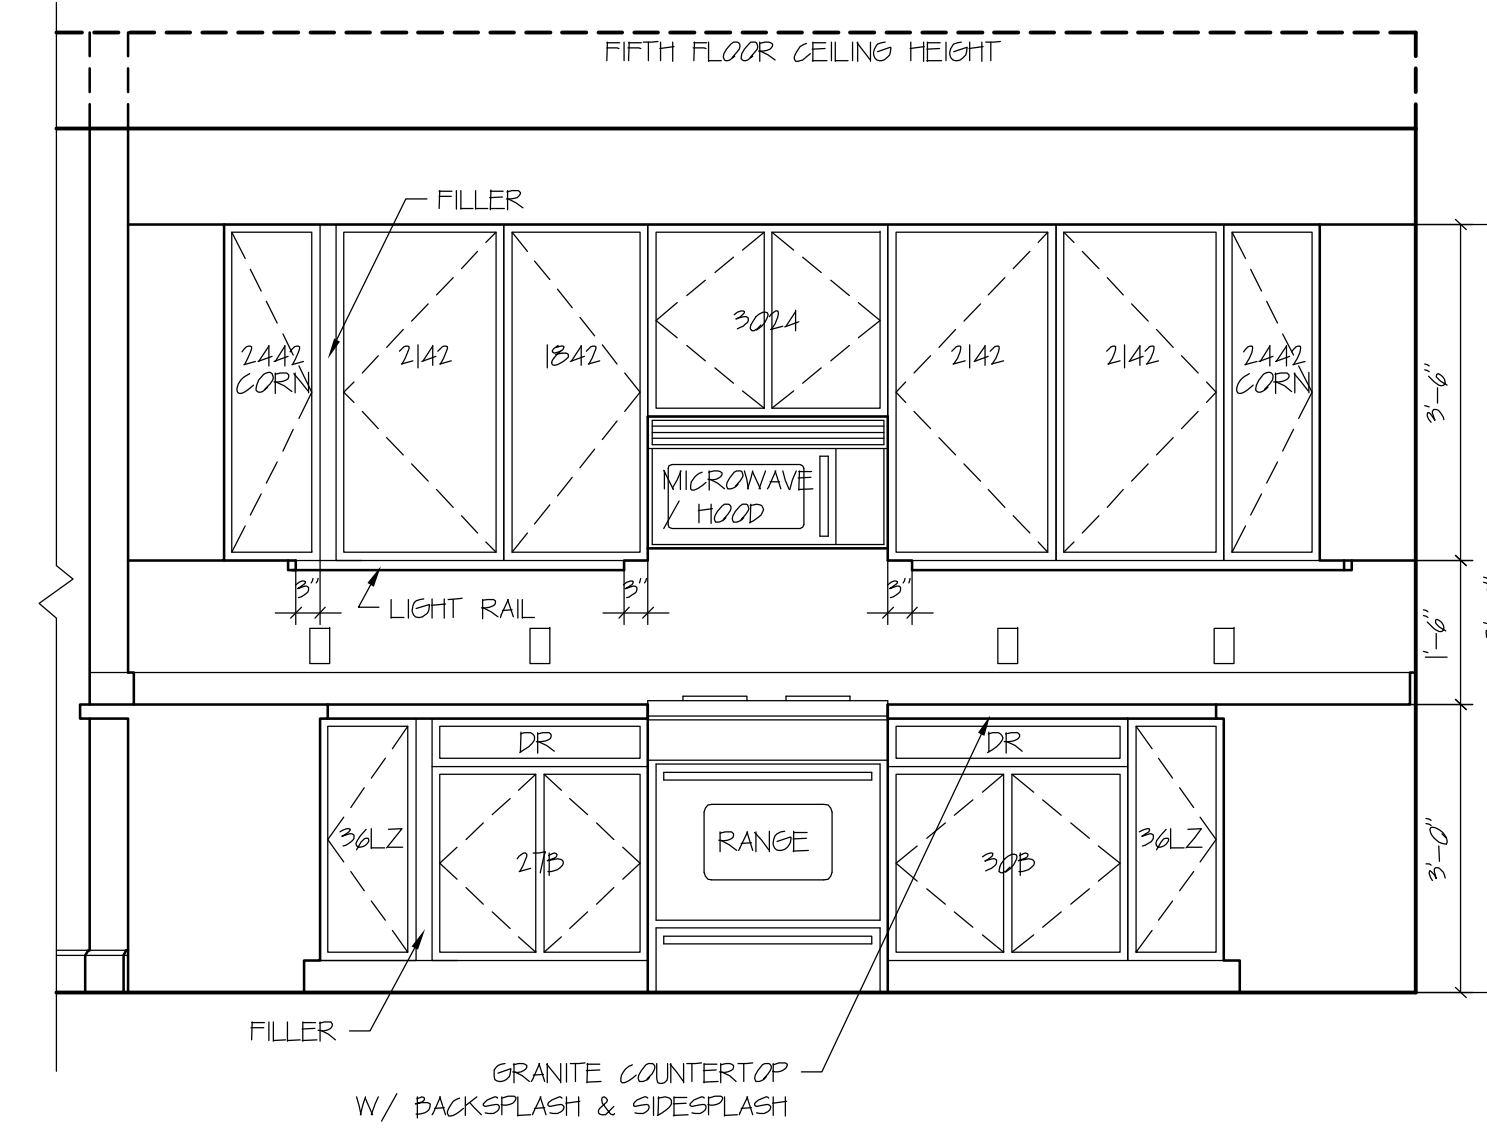 FIFTH FLOOR CEILING HEIGHT
FILLER
3024
2442
CORN
2142
1842
2142
2142
2442
CORN
3'-6"
MICROWAVE
/ HOOD
3"
3"
3"
LIGHT RAIL
1'-6"
DR
DR
36LZ
27B
RANGE
30B
36LZ
3'-0"
FILLER
GRANITE COUNTERTOP
W/ BACKSPLASH & SIDESPLASH